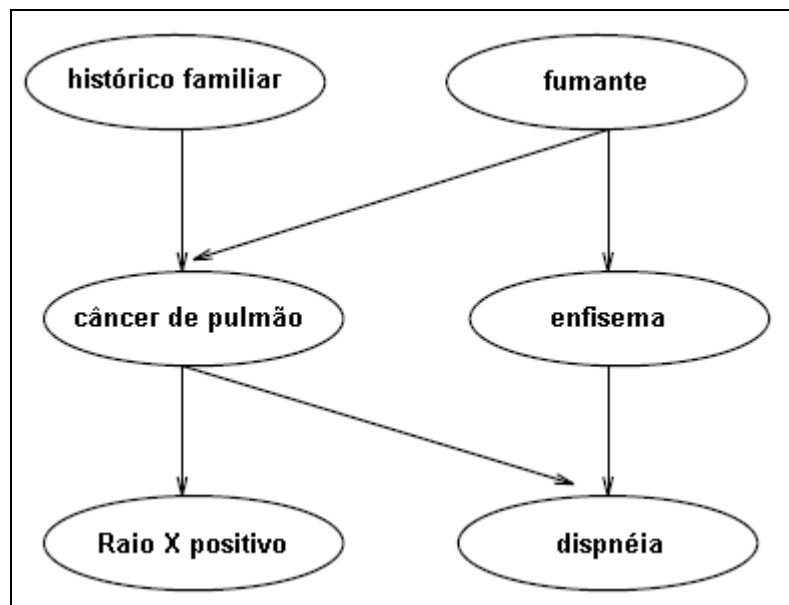 histórico familiar
fumante
câncer de pulmão
enfisema
Raio X positivo
dispnéia